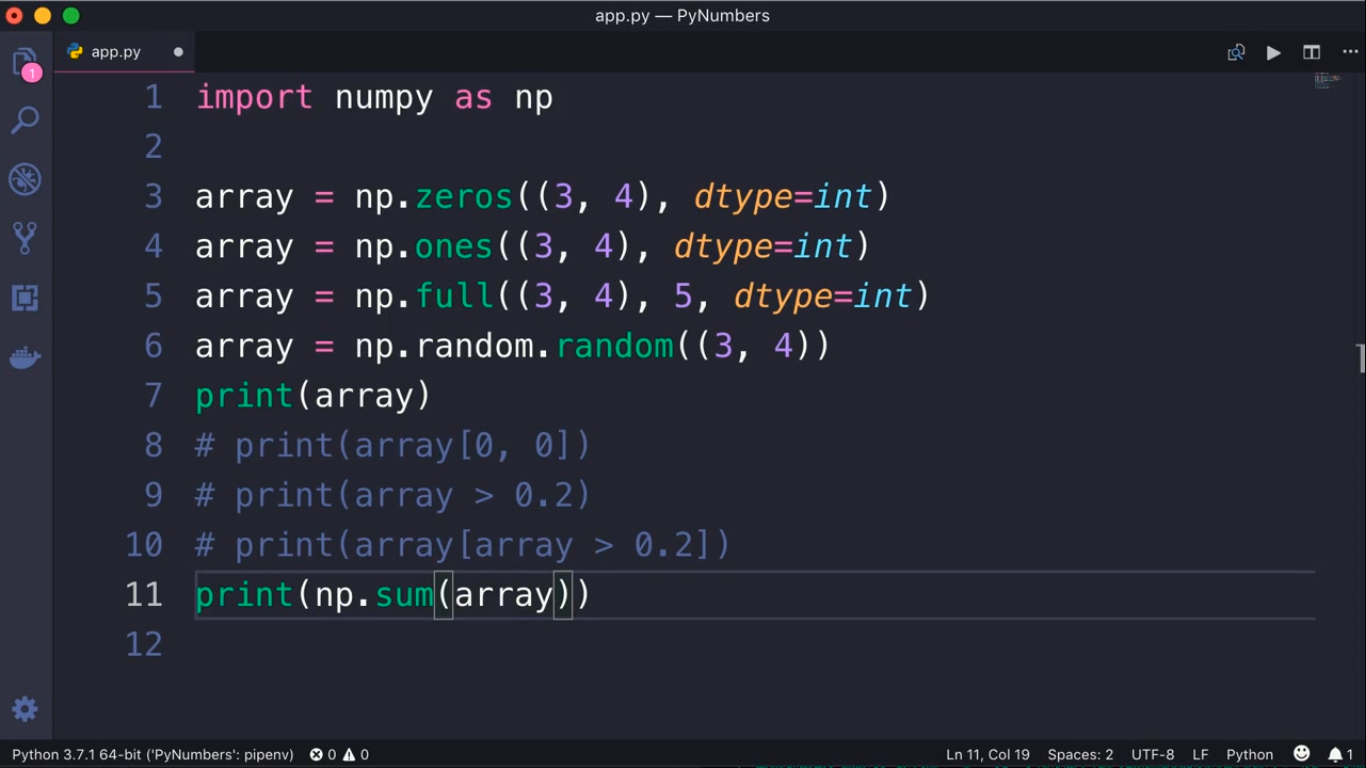 app.py — PyNumbers
app.py
1
1 import numpy as np
2
3 array = np.zeros((3, 4), dtype=int)
4 array = np.ones((3, 4), dtype=int)
5 array = np.full((3, 4), 5, dtype=int)
6 array = np.random.random((3, 4))
7 print(array)
8 # print(array[0, 0])
9 # print(array > 0.2)
10 # print(array[array > 0.2])
11 print(np.sum(array))
12
Python 3.7.1 64-bit ('PyNumbers': pipenv) 0 0 Ln 11, Col 19 Spaces: 2 UTF-8 LF Python 1